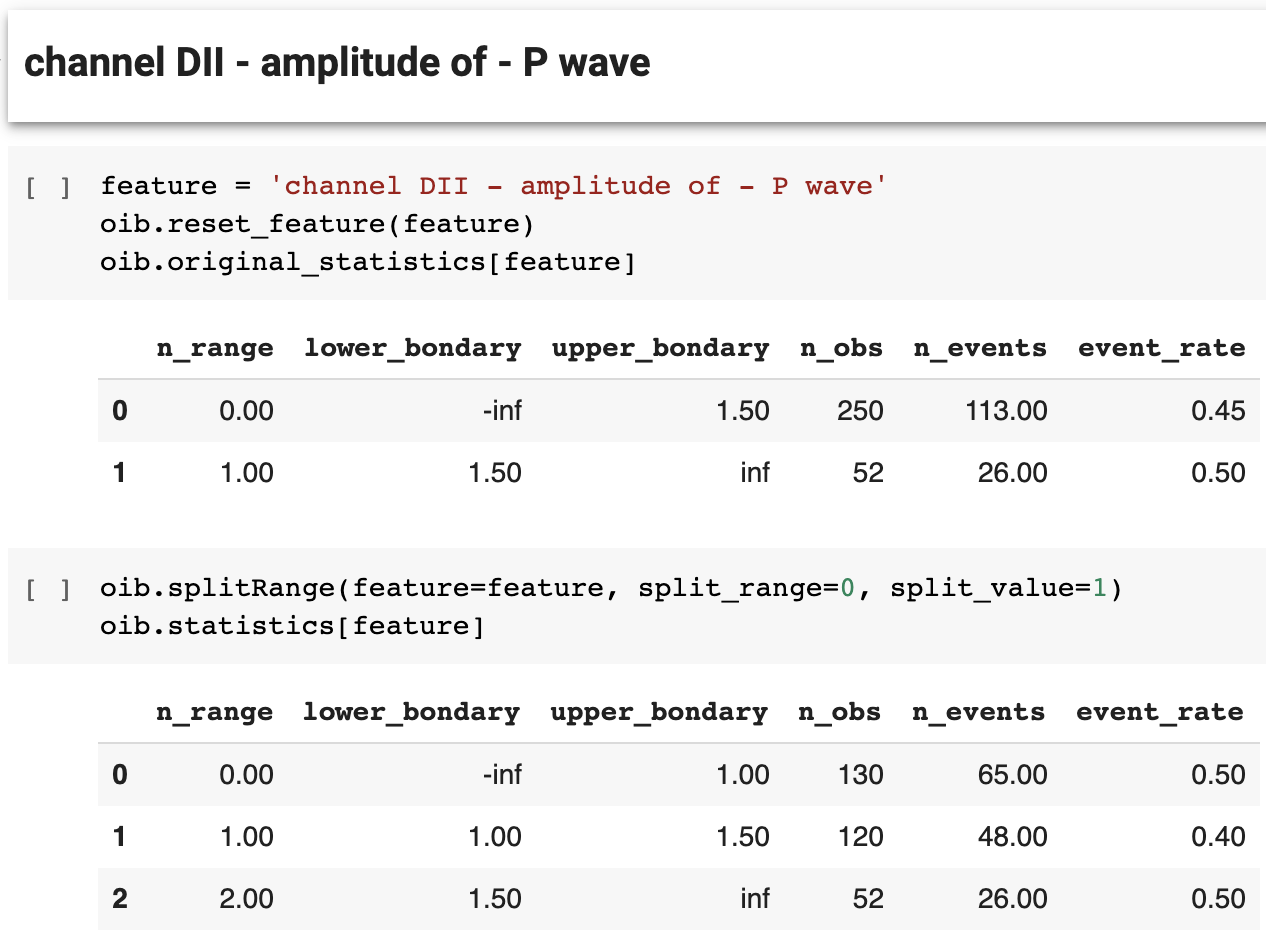 channel DII - amplitude of - P wave
[ ] feature = 'channel DII - amplitude of - P wave'
oib.reset_feature(feature)
oib.original_statistics[feature]
n_range lower_bondary upper_bondary n_obs n_events event_rate
0 0.00 -inf 1.50 250 113.00 0.45
1 1.00 1.50 inf 52 26.00 0.50
[ ] oib.splitRange(feature=feature, split_range=0, split_value=1)
oib.statistics[feature]
n_range lower_bondary upper_bondary n_obs n_events event_rate
0 0.00 -inf 1.00 130 65.00 0.50
1 1.00 1.00 1.50 120 48.00 0.40
2 2.00 1.50 inf 52 26.00 0.50